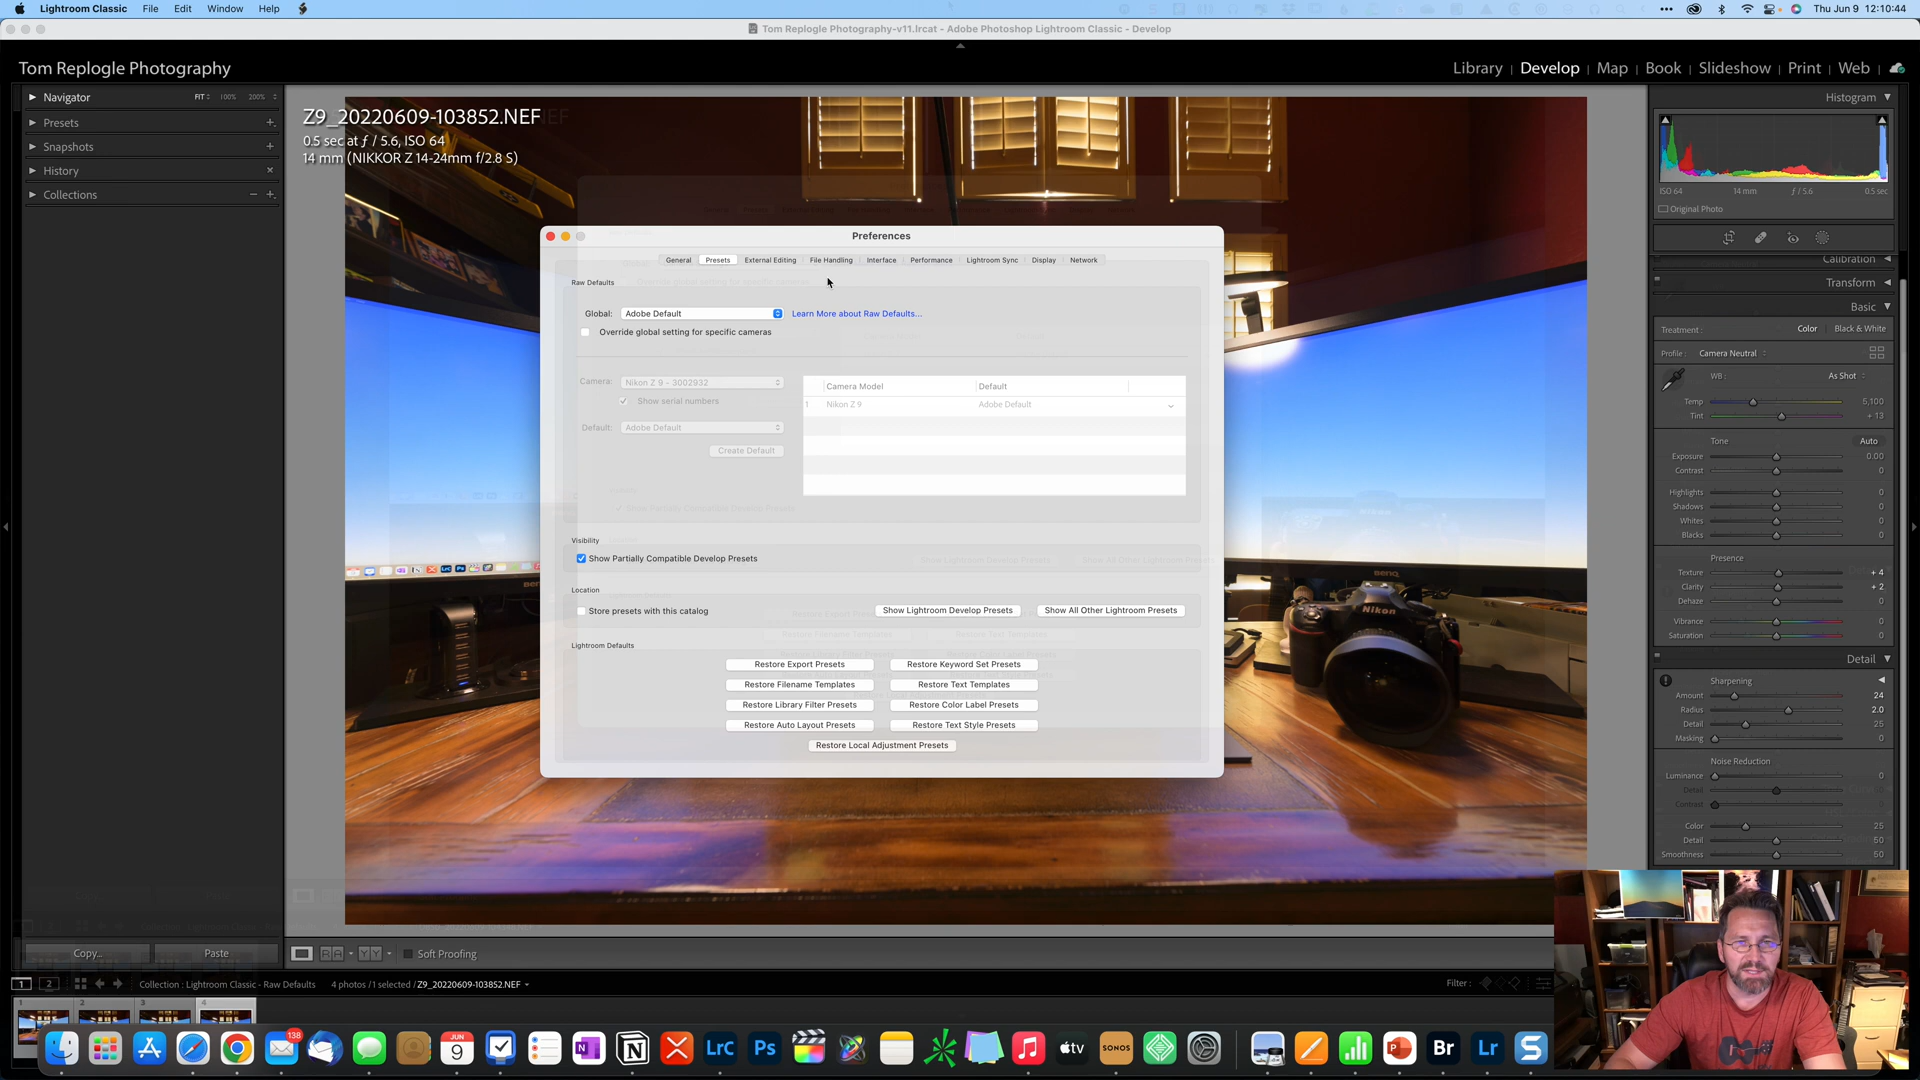 Lightroom Classic File Edit Window Help Thu Jun 9 12:10:44
Tom Replogle Photography-v11.lrcat - Adobe Photoshop Lightroom Classic - Develop
Tom Replogle Photography
Library | Develop | Map | Book | Slideshow | Print | Web
Navigator FIT 100% 200%
Presets
Snapshots
History
Collections
Z9_20220609-103852.NEF
0.5 sec at ƒ / 5.6, ISO 64
14 mm (NIKKOR Z 14-24mm f/2.8 S)
Preferences
General Presets External Editing File Handling Interface Performance Lightroom Sync Display Network
Raw Defaults
Global: Adobe Default Learn More about Raw Defaults...
Override global setting for specific cameras
Camera: Nikon Z 9 - 3002932
Show serial numbers
Default: Adobe Default
Create Default
Camera Model Default
1 Nikon Z 9 Adobe Default
Visibility
Show Partially Compatible Develop Presets
Location
Store presets with this catalog Show Lightroom Develop Presets Show All Other Lightroom Presets
Lightroom Defaults
Restore Export Presets Restore Keyword Set Presets
Restore Filename Templates Restore Text Templates
Restore Library Filter Presets Restore Color Label Presets
Restore Auto Layout Presets Restore Text Style Presets
Restore Local Adjustment Presets
BenQ
Nikon
Histogram
ISO 64 14 mm ƒ / 5.6 0.5 sec
Original Photo
Calibration
Transform
Basic
Treatment : Color Black & White
Profile : Camera Neutral
WB : As Shot
Temp 5,100
Tint + 13
Tone Auto
Exposure 0.00
Contrast 0
Highlights 0
Shadows 0
Whites 0
Blacks 0
Presence
Texture + 4
Clarity + 2
Dehaze 0
Vibrance 0
Saturation 0
Detail
Sharpening
Amount 24
Radius 2.0
Detail 25
Masking 0
Noise Reduction
Luminance 0
Detail
Contrast
Color 25
Detail 50
Smoothness 50
Copy... Paste Soft Proofing
1 2 Collection : Lightroom Classic - Raw Defaults 4 photos / 1 selected / Z9_20220609-103852.NEF Filter :
1 2 3 4
138
JUN
9
N N LrC Ps tv SONOS P Br Lr S